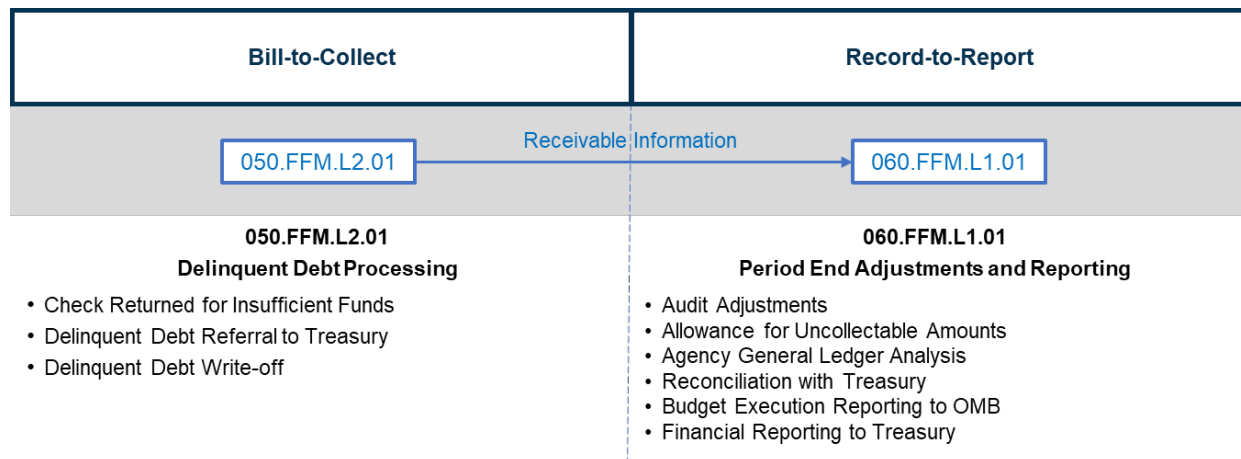 Bill-to-Collect
Record-to-Report
Receivable Information
050.FFM.L2.01
060.FFM.L1.01
050.FFM.L2.01
Delinquent Debt Processing
• Check Returned for Insufficient Funds
• Delinquent Debt Referral to Treasury
• Delinquent Debt Write-off
060.FFM.L1.01
Period End Adjustments and Reporting
• Audit Adjustments
• Allowance for Uncollectable Amounts
• Agency General Ledger Analysis
• Reconciliation with Treasury
• Budget Execution Reporting to OMB
• Financial Reporting to Treasury